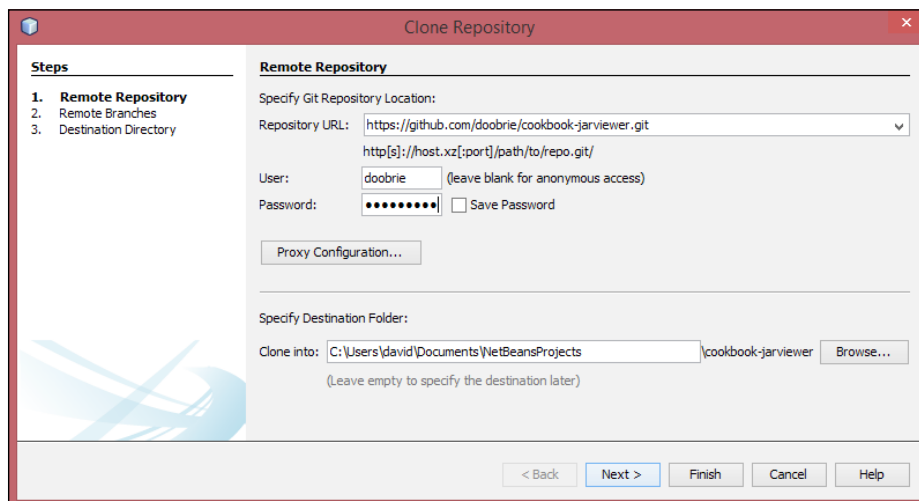 Clone Repository
Steps
1. Remote Repository
2. Remote Branches
3. Destination Directory
Remote Repository
Specify Git Repository Location:
Repository URL: https://github.com/doobrie/cookbook-jarviewer.git
http[s]://host.xz[:port]/path/to/repo.git/
User: doobrie (leave blank for anonymous access)
Password: ●●●●●●●●● Save Password
Proxy Configuration...
Specify Destination Folder:
Clone into: C:\Users\david\Documents\NetBeansProjects \cookbook-jarviewer Browse...
(Leave empty to specify the destination later)
< Back Next > Finish Cancel Help